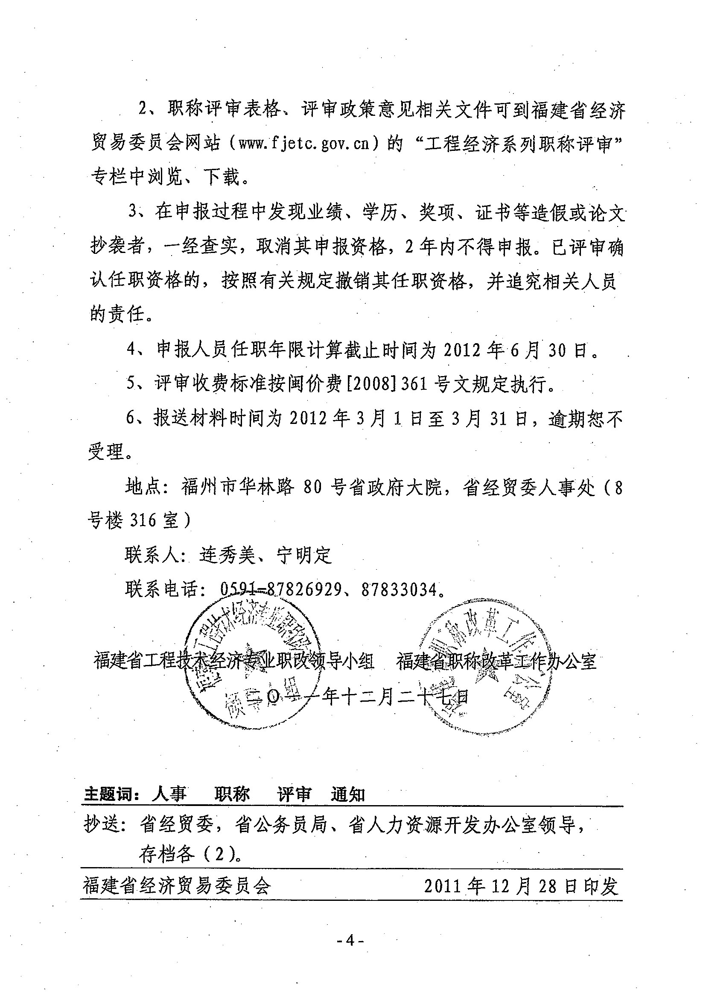 2、职称评审表格、评审政策意见相关文件可到福建省经济
贸易委员会网站(www.fjetc.gov.cn)的“工程经济系列职称评审”
专栏中浏览、下载。
3、在申报过程中发现业绩、学历、奖项、证书等造假或论文
抄袭者，一经查实，取消其申报资格，2年内不得申报。已评审确
认任职资格的，按照有关规定撤销其任职资格，并追究相关人员
的责任。
4、申报人员任职年限计算截止时间为2012年6月30日。
5、评审收费标准按闽价费[2008]361号文规定执行。
6、报送材料时间为2012年3月1日至3月31日，逾期恕不
受理。
地点：福州市华林路80号省政府大院，省经贸委人事处(8
号楼316室)
联系人：连秀美、宁明定
联系电话：0591-87826929、87833034。
福建省工程技术经济专业职改领导小组 福建省职称改革工作办公室
二〇一一年十二月二十七日
主题词：人事 职称 评审 通知
抄送：省经贸委，省公务员局、省人力资源开发办公室领导，
存档各(2)。
福建省经济贸易委员会 2011年12月28日印发
-4-